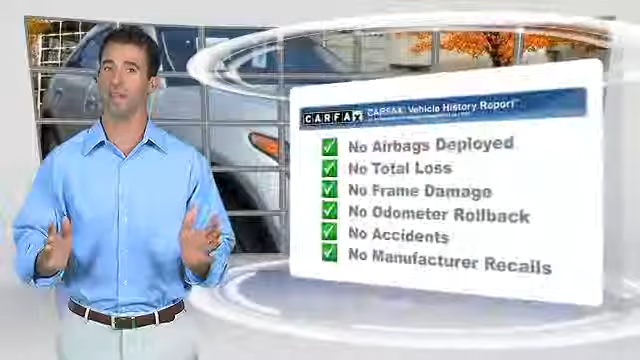 CARFAX CARFAX Vehicle History Report
No Airbags Deployed
No Total Loss
No Frame Damage
No Odometer Rollback
No Accidents
No Manufacturer Recalls